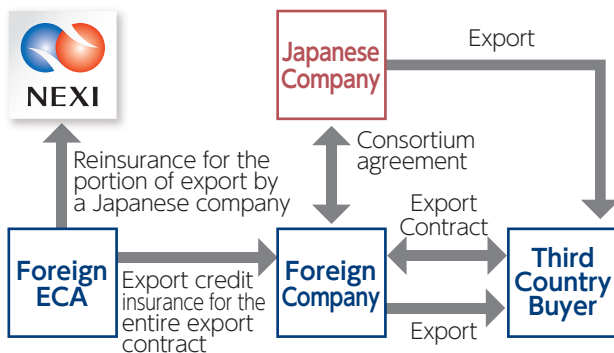 NEXI
Japanese
Company
Export
Reinsurance for the
portion of export by
a Japanese company
Consortium
agreement
Export
Contract
Foreign
ECA
Export credit
insurance for the
entire export
contract
Foreign
Company
Export
Third
Country
Buyer